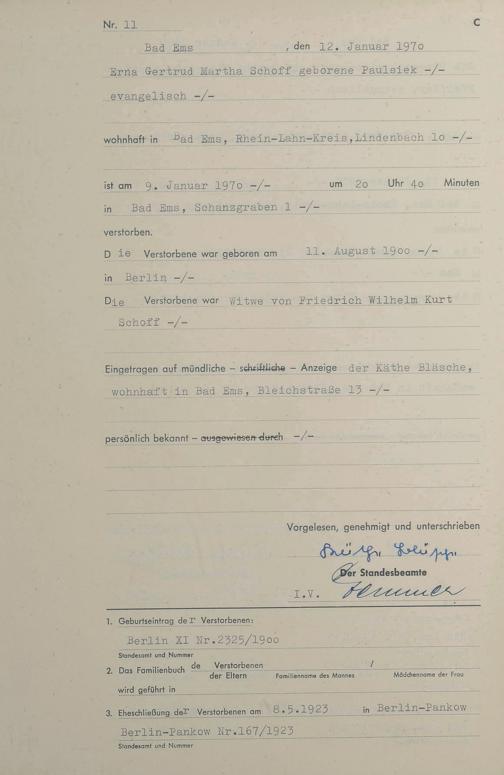 Nr. 11 C
Bad Ems , den 12. Januar 1970
Erna Gertrud Martha Schoff geborene Paulsiek -/-
evangelisch -/-
wohnhaft in Bad Ems, Rhein-Lahn-Kreis,Lindenbach 1o -/-
ist am 9. Januar 1970 -/- um 2o Uhr 4o Minuten
in Bad Ems, Schanzgraben 1 -/-
verstorben.
D ie Verstorbene war geboren am 11. August 19oo -/-
in Berlin -/-
Die Verstorbene war Witwe von Friedrich Wilhelm Kurt
Schoff -/-
Eingetragen auf mündliche – schriftliche – Anzeige der Käthe Bläsche,
wohnhaft in Bad Ems, Bleichstraße 13 -/-
persönlich bekannt – ausgewiesen durch -/-
Vorgelesen, genehmigt und unterschrieben
Der Standesbeamte
I.V.
1. Geburtseintrag der Verstorbenen:
Berlin XI Nr.2325/19oo
Standesamt und Nummer
2. Das Familienbuch de Verstorbenen /
der Eltern Familienname des Mannes Mädchenname der Frau
wird geführt in
3. Eheschließung der Verstorbenen am 8.5.1923 in Berlin-Pankow
Berlin-Pankow Nr.167/1923
Standesamt und Nummer